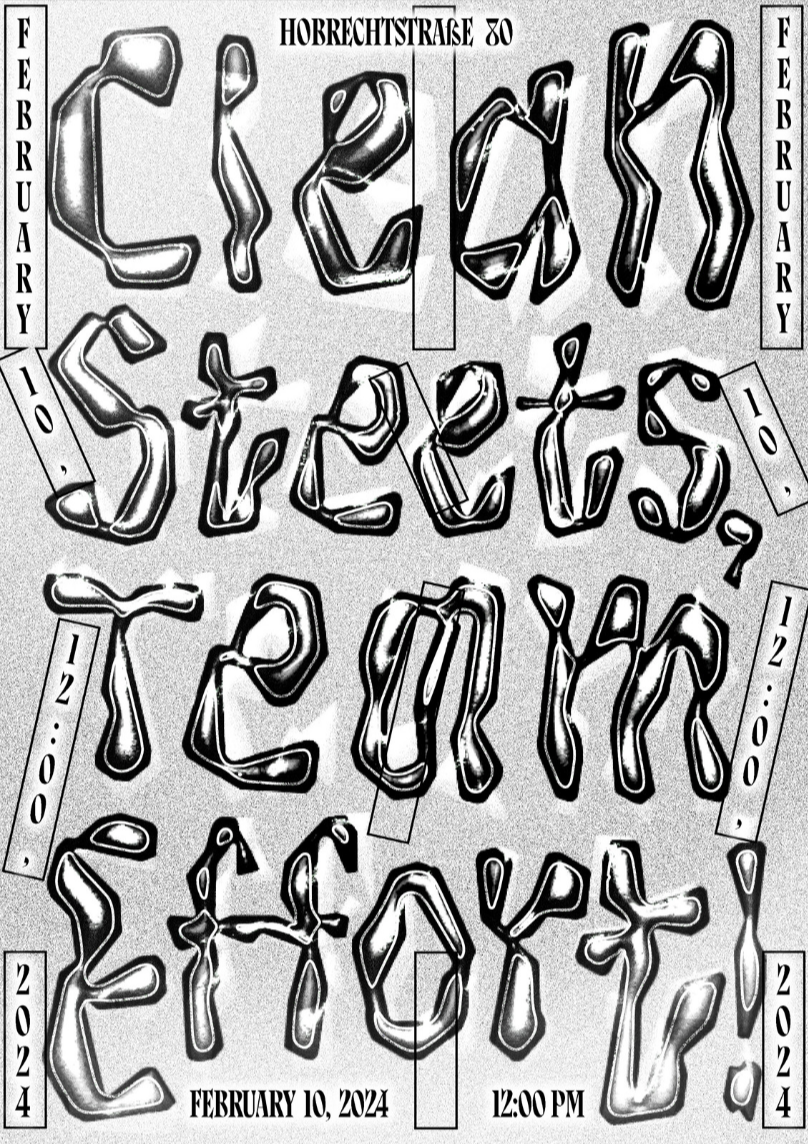 HOBRECHTSTRAßE 80
FEBRUARY
FEBRUARY
Clean
Steets,
10,
10,
Team
12:00,
12:00,
Effort!
2024
2024
FEBRUARY 10, 2024
12:00 PM